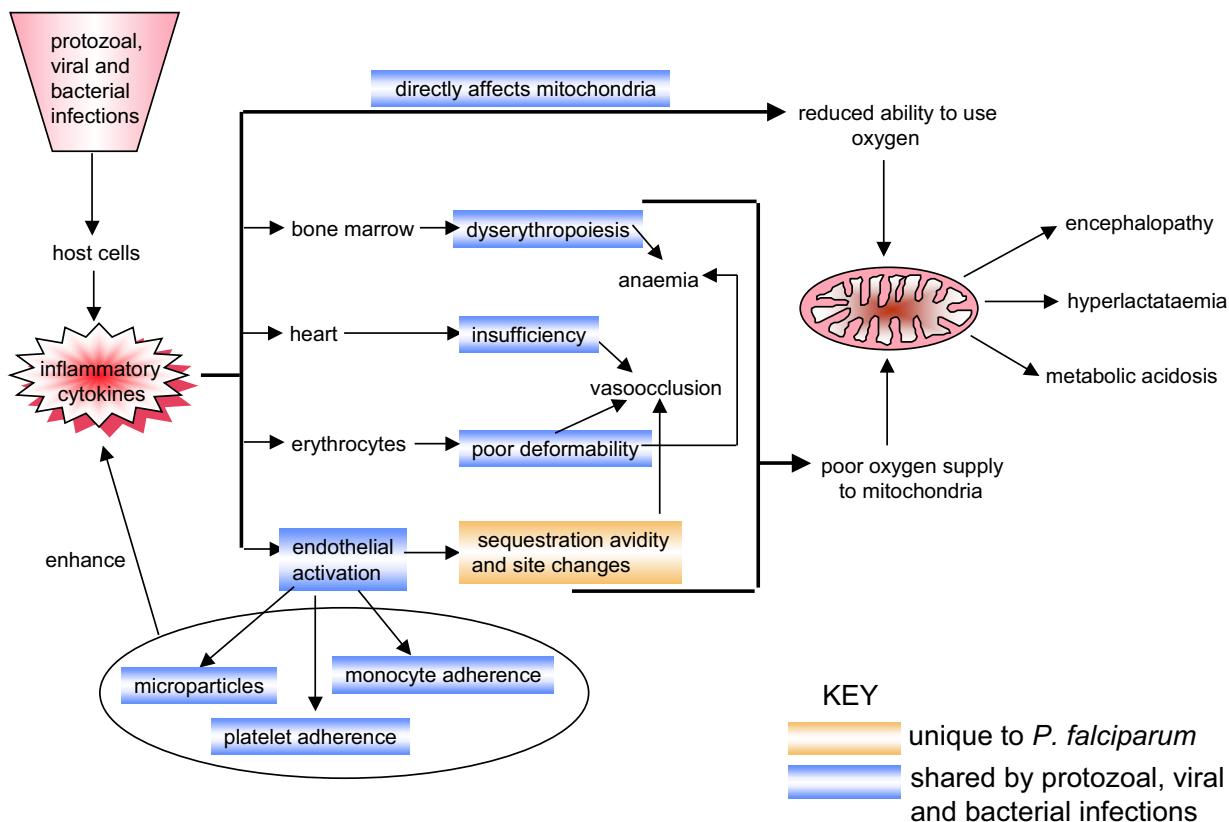 protozoal,
viral and
bacterial
infections
host cells
inflammatory
cytokines
enhance
directly affects mitochondria
reduced ability to use
oxygen
bone marrow
dyserythropoiesis
anaemia
heart
insufficiency
vasoocclusion
erythrocytes
poor deformability
endothelial
activation
sequestration avidity
and site changes
microparticles
monocyte adherence
platelet adherence
poor oxygen supply
to mitochondria
encephalopathy
hyperlactataemia
metabolic acidosis
KEY
unique to P. falciparum
shared by protozoal, viral
and bacterial infections